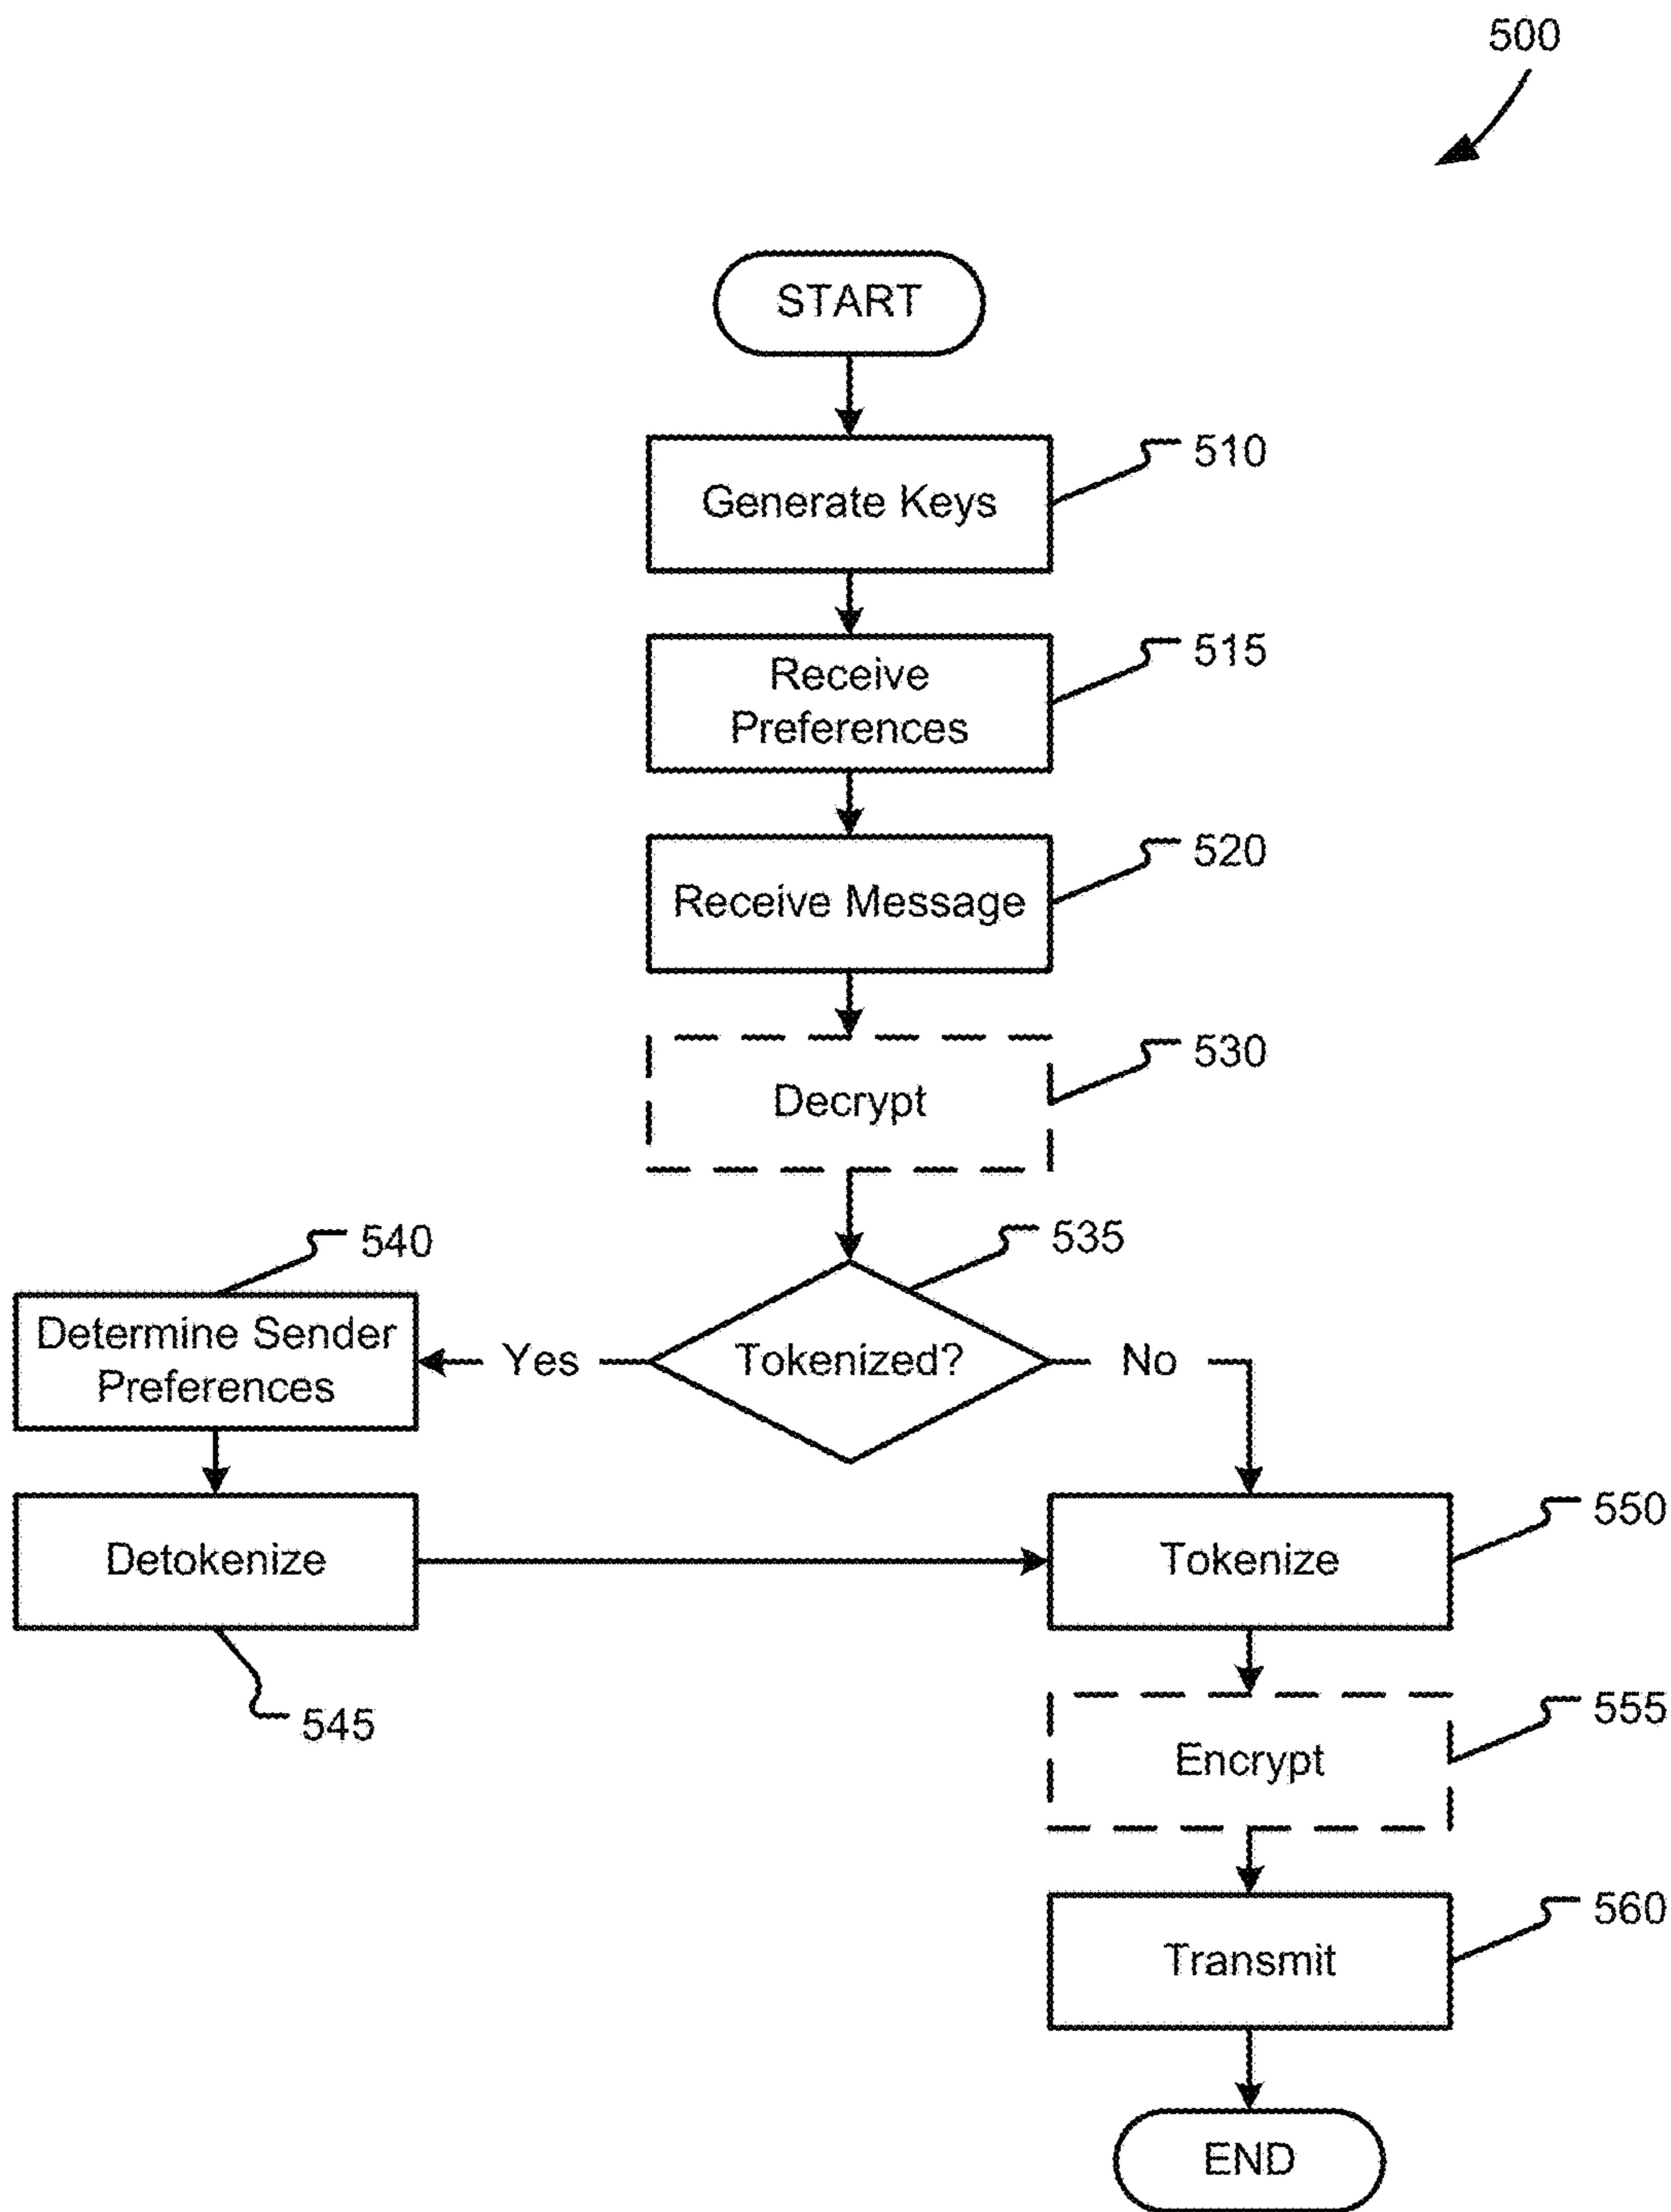 500
START
Generate Keys
510
Receive
Preferences
515
Receive Message
520
Decrypt
530
Tokenized?
535
Yes
No
Determine Sender
Preferences
540
Detokenize
545
Tokenize
550
Encrypt
555
Transmit
560
END